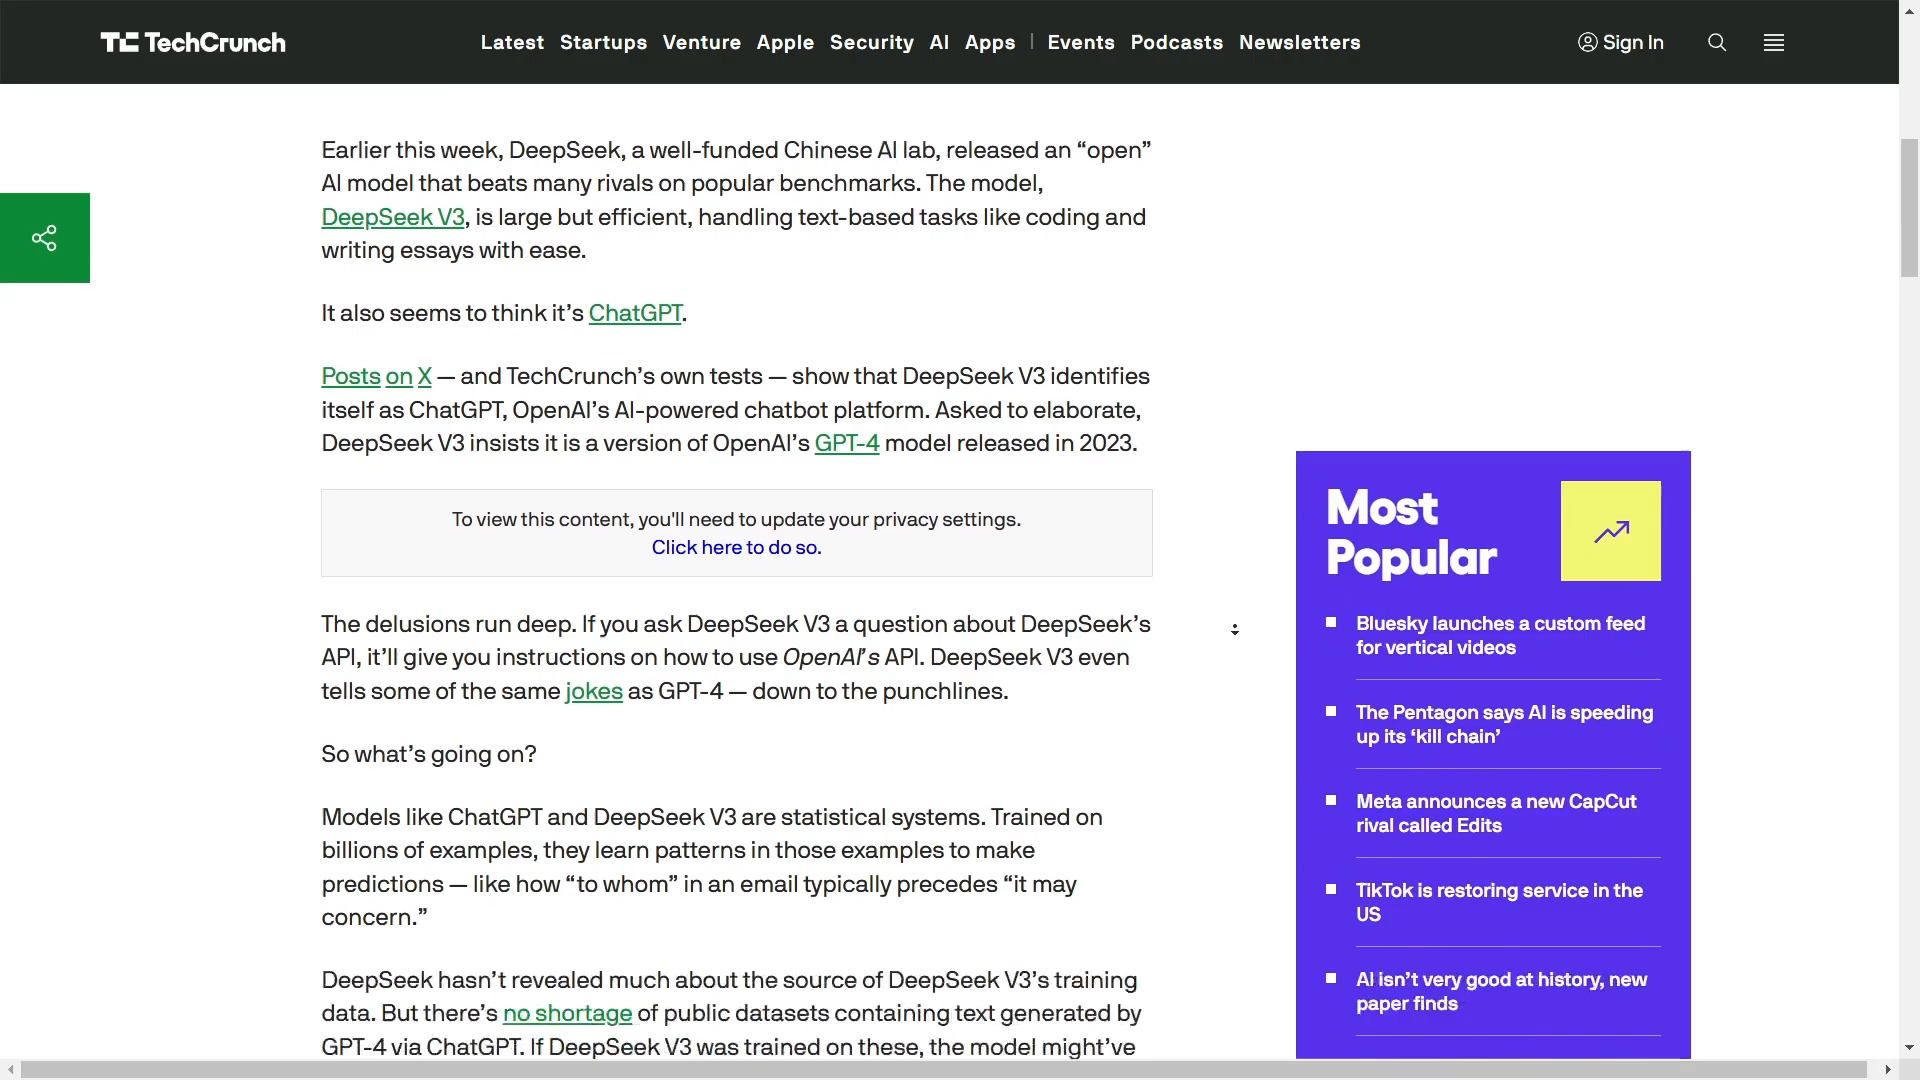 TechCrunch
Latest Startups Venture Apple Security AI Apps | Events Podcasts Newsletters
Sign In
Earlier this week, DeepSeek, a well-funded Chinese AI lab, released an “open”
AI model that beats many rivals on popular benchmarks. The model,
DeepSeek V3, is large but efficient, handling text-based tasks like coding and
writing essays with ease.
It also seems to think it’s ChatGPT.
Posts on X — and TechCrunch’s own tests — show that DeepSeek V3 identifies
itself as ChatGPT, OpenAI’s AI-powered chatbot platform. Asked to elaborate,
DeepSeek V3 insists it is a version of OpenAI’s GPT-4 model released in 2023.
To view this content, you'll need to update your privacy settings.
Click here to do so.
The delusions run deep. If you ask DeepSeek V3 a question about DeepSeek’s
API, it’ll give you instructions on how to use OpenAI’s API. DeepSeek V3 even
tells some of the same jokes as GPT-4 — down to the punchlines.
So what’s going on?
Models like ChatGPT and DeepSeek V3 are statistical systems. Trained on
billions of examples, they learn patterns in those examples to make
predictions — like how “to whom” in an email typically precedes “it may
concern.”
DeepSeek hasn’t revealed much about the source of DeepSeek V3’s training
data. But there’s no shortage of public datasets containing text generated by
GPT-4 via ChatGPT. If DeepSeek V3 was trained on these, the model might’ve
Most
Popular
Bluesky launches a custom feed
for vertical videos
The Pentagon says AI is speeding
up its ‘kill chain’
Meta announces a new CapCut
rival called Edits
TikTok is restoring service in the
US
AI isn’t very good at history, new
paper finds